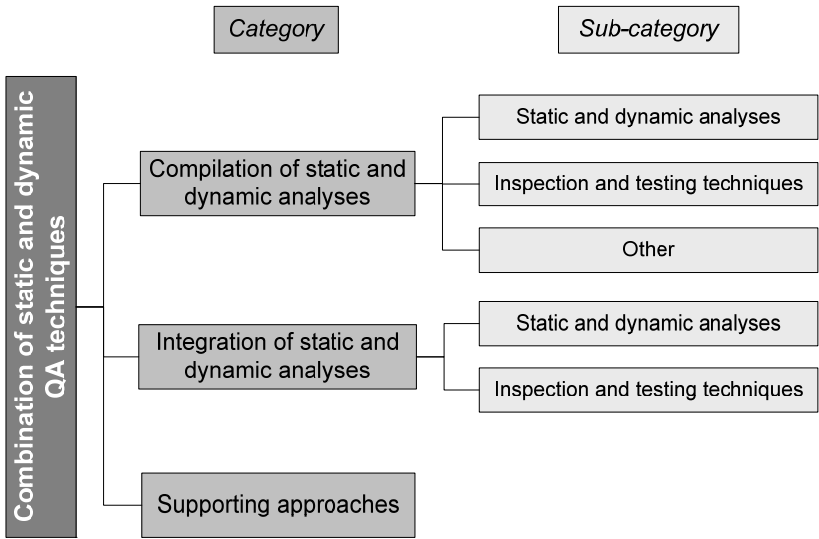 Category
Sub-category
Combination of static and dynamic
QA techniques
Compilation of static and
dynamic analyses
Static and dynamic analyses
Inspection and testing techniques
Other
Integration of static and
dynamic analyses
Static and dynamic analyses
Inspection and testing techniques
Supporting approaches